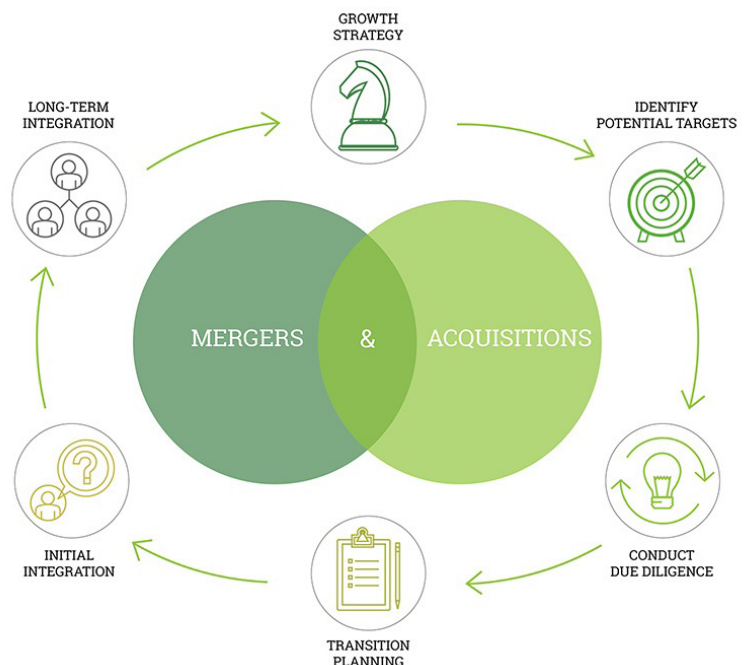 GROWTH
STRATEGY
IDENTIFY
POTENTIAL TARGETS
CONDUCT
DUE DILIGENCE
TRANSITION
PLANNING
INITIAL
INTEGRATION
LONG-TERM
INTEGRATION
MERGERS & ACQUISITIONS
?